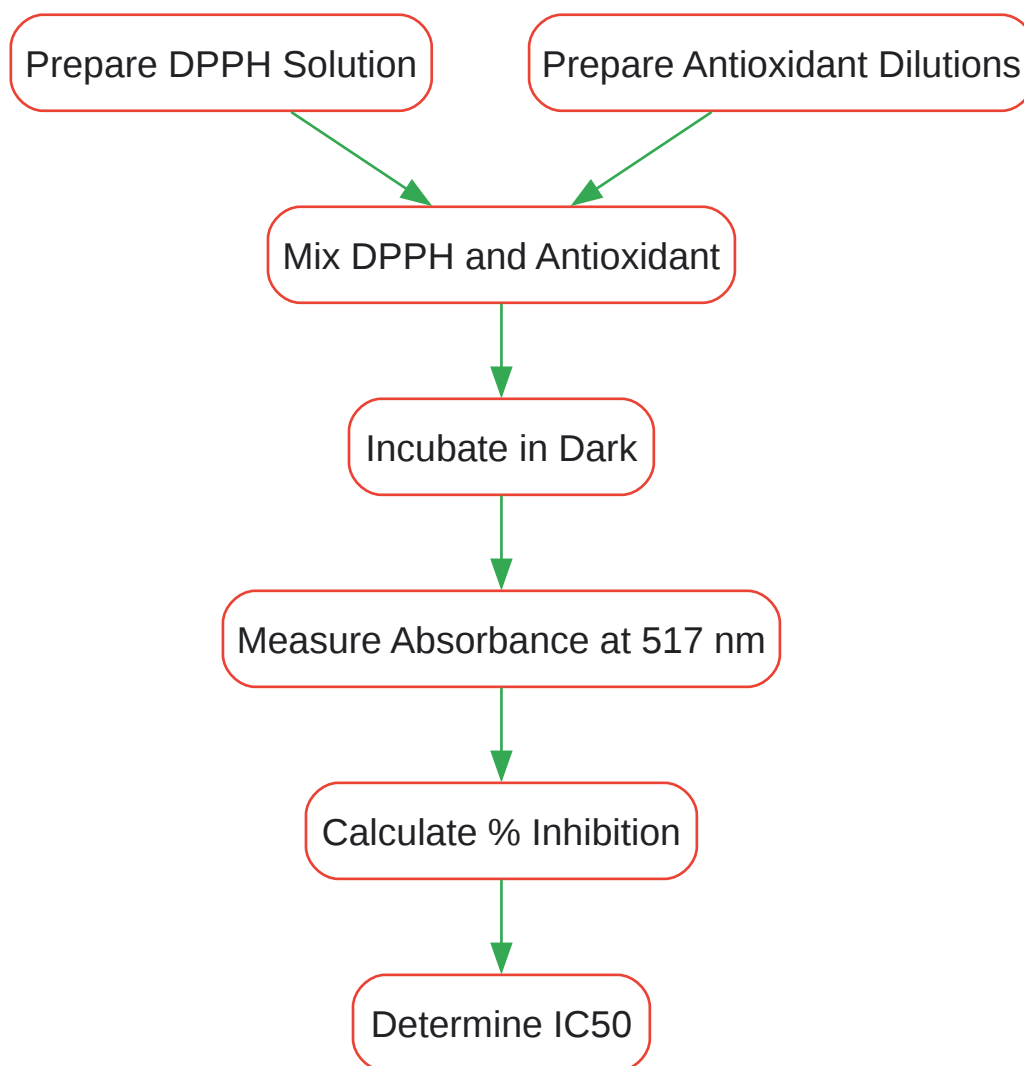 Prepare DPPH Solution
Prepare Antioxidant Dilutions
Mix DPPH and Antioxidant
Incubate in Dark
Measure Absorbance at 517 nm
Calculate % Inhibition
Determine IC50